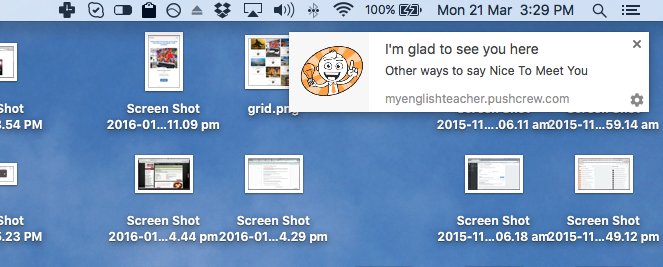 100%
Mon 21 Mar 3:29 PM
I'm glad to see you here
Other ways to say Nice To Meet You
myenglishteacher.pushcrew.com
Shot
3.54 PM
Screen Shot
2016-01...11.09 pm
grid.png
2015-11....06.11 am
2015-11...59.14 am
Shot
5.23 PM
Screen Shot
2016-01...4.44 pm
Screen Shot
2016-01...4.29 pm
Screen Shot
2015-11....06.18 am
Screen Shot
2015-11...49.12 pm